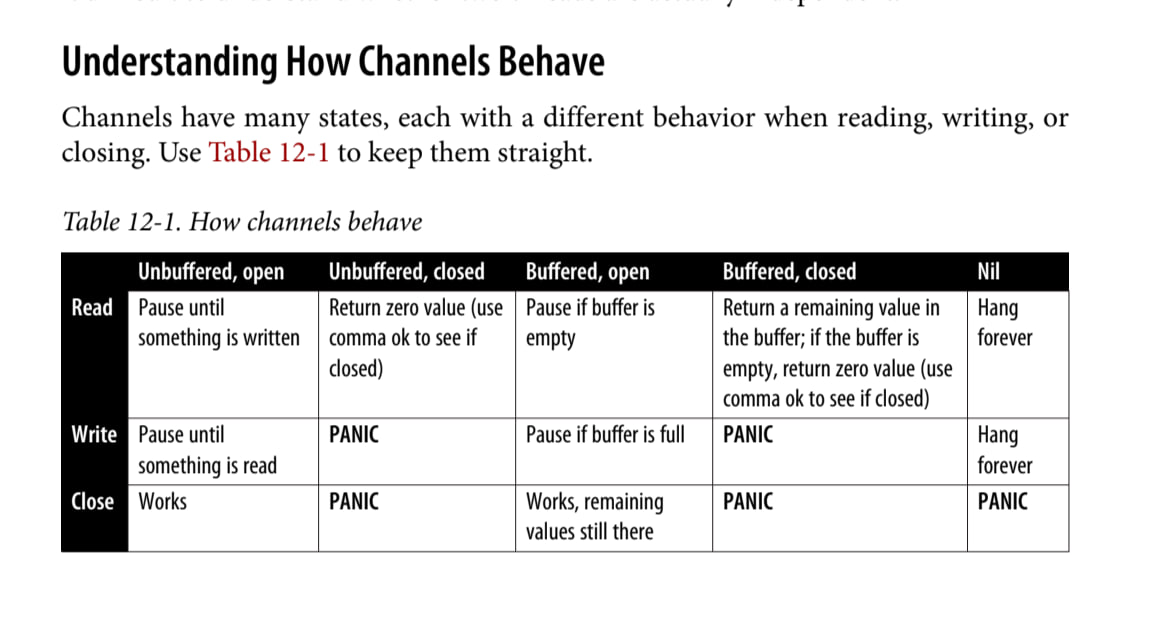 Understanding How Channels Behave
Channels have many states, each with a different behavior when reading, writing, or
closing. Use Table 12-1 to keep them straight.
Table 12-1. How channels behave
Unbuffered, open Unbuffered, closed Buffered, open Buffered, closed Nil
Read Pause until Return zero value (use Pause if buffer is Return a remaining value in Hang
something is written comma ok to see if empty the buffer; if the buffer is forever
closed) empty, return zero value (use
comma ok to see if closed)
Write Pause until PANIC Pause if buffer is full PANIC Hang
something is read forever
Close Works PANIC Works, remaining PANIC PANIC
values still there